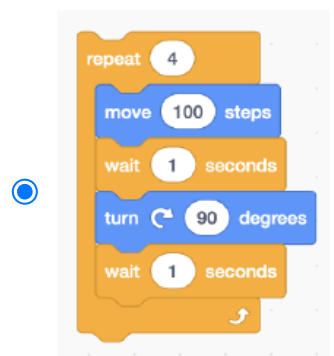 repeat 4
move 100 steps
wait 1 seconds
turn 90 degrees
wait 1 seconds